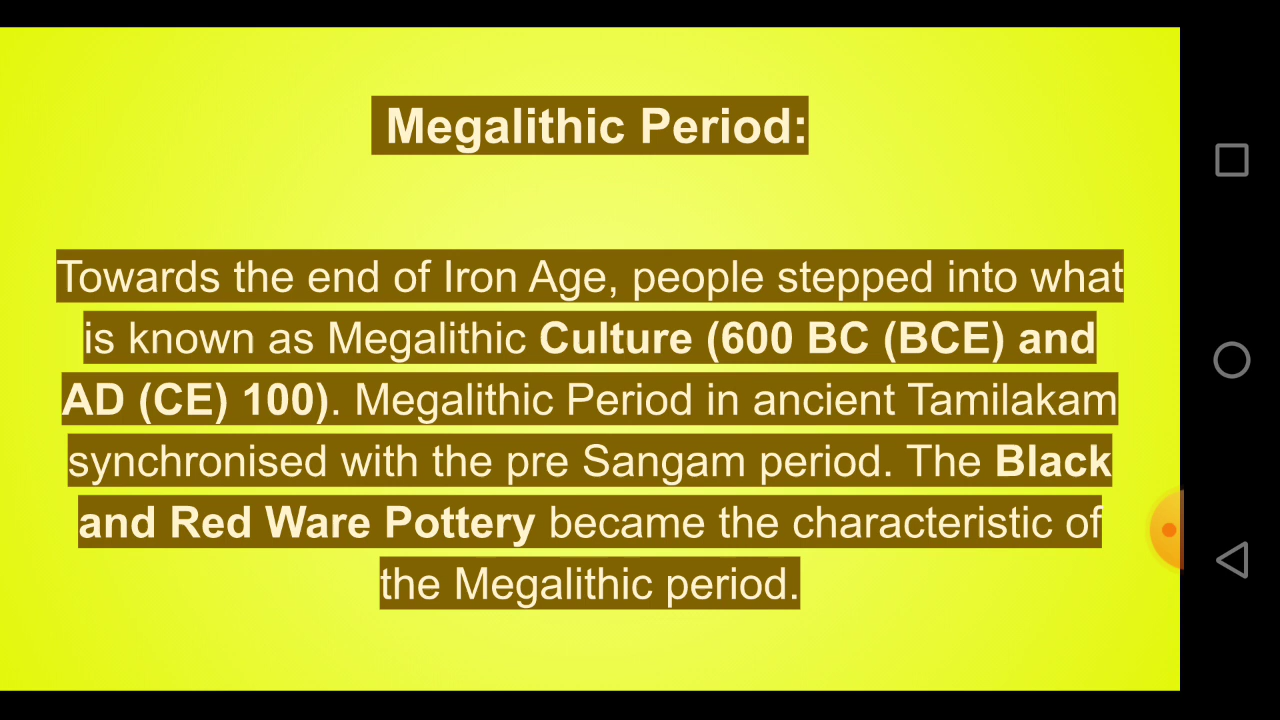 Megalithic Period:
Towards the end of Iron Age, people stepped into what
is known as Megalithic Culture (600 BC (BCE) and
AD (CE) 100). Megalithic Period in ancient Tamilakam
synchronised with the pre Sangam period. The Black
and Red Ware Pottery became the characteristic of
the Megalithic period.